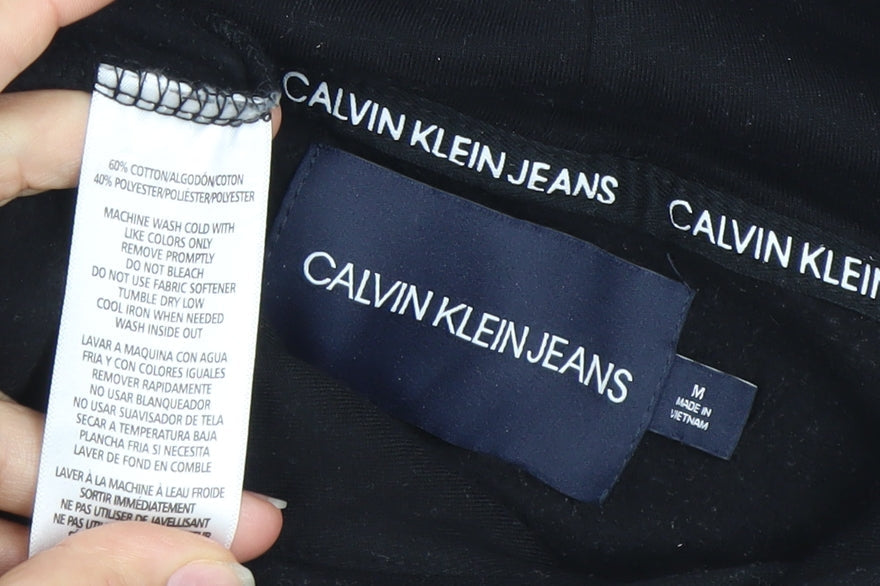 60% COTTON/ALGODÓN/COTON
40% POLYESTER/POLIÉSTER/POLYESTER
MACHINE WASH COLD WITH
LIKE COLORS ONLY
REMOVE PROMPTLY
DO NOT BLEACH
DO NOT USE FABRIC SOFTENER
TUMBLE DRY LOW
COOL IRON WHEN NEEDED
WASH INSIDE OUT
LAVAR A MAQUINA CON AGUA
FRIA Y CON COLORES IGUALES
REMOVER RAPIDAMENTE
NO USAR BLANQUEADOR
NO USAR SUAVISADOR DE TELA
SECAR A TEMPERATURA BAJA
PLANCHA FRIA SI NECESITA
LAVER DE FOND EN COMBLE
LAVER À LA MACHINE À LEAU FROIDE
SORTIR IMMÉDIATEMENT
NE PAS UTILISER DE JAVELLISANT
NE PAS
CALVIN KLEIN JEANS
CALVIN KLEIN
CALVIN KLEIN JEANS
M
MADE IN
VIETNAM